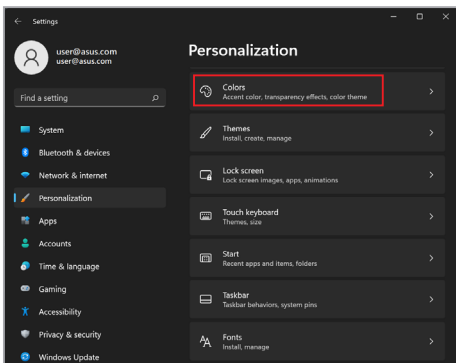 Settings
user@asus.com
user@asus.com
Find a setting
System
Bluetooth & devices
Network & internet
Personalization
Apps
Accounts
Time & language
Gaming
Accessibility
Privacy & security
Windows Update
Personalization
Colors
Accent color, transparency effects, color theme
Themes
Install, create, manage
Lock screen
Lock screen images, apps, animations
Touch keyboard
Themes, size
Start
Recent apps and items, folders
Taskbar
Taskbar behaviors, system pins
Fonts
Install, manage